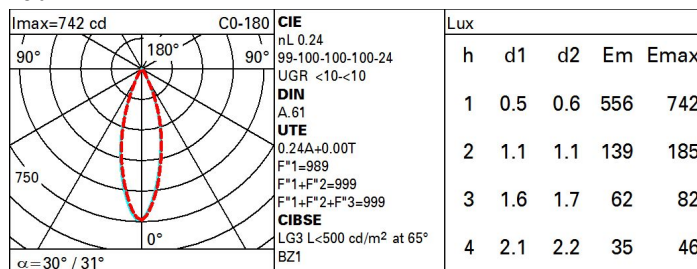 Imax=742 cd C0-180
90° 180° 90°
750
0°
α=30° / 31°
CIE
nL 0.24
99-100-100-100-24
UGR <10-<10
DIN
A.61
UTE
0.24A+0.00T
F"1=989
F"1+F"2=999
F"1+F"2+F"3=999
CIBSE
LG3 L<500 cd/m² at 65°
BZ1
Lux
h d1 d2 Em Emax
1 0.5 0.6 556 742
2 1.1 1.1 139 185
3 1.6 1.7 62 82
4 2.1 2.2 35 46